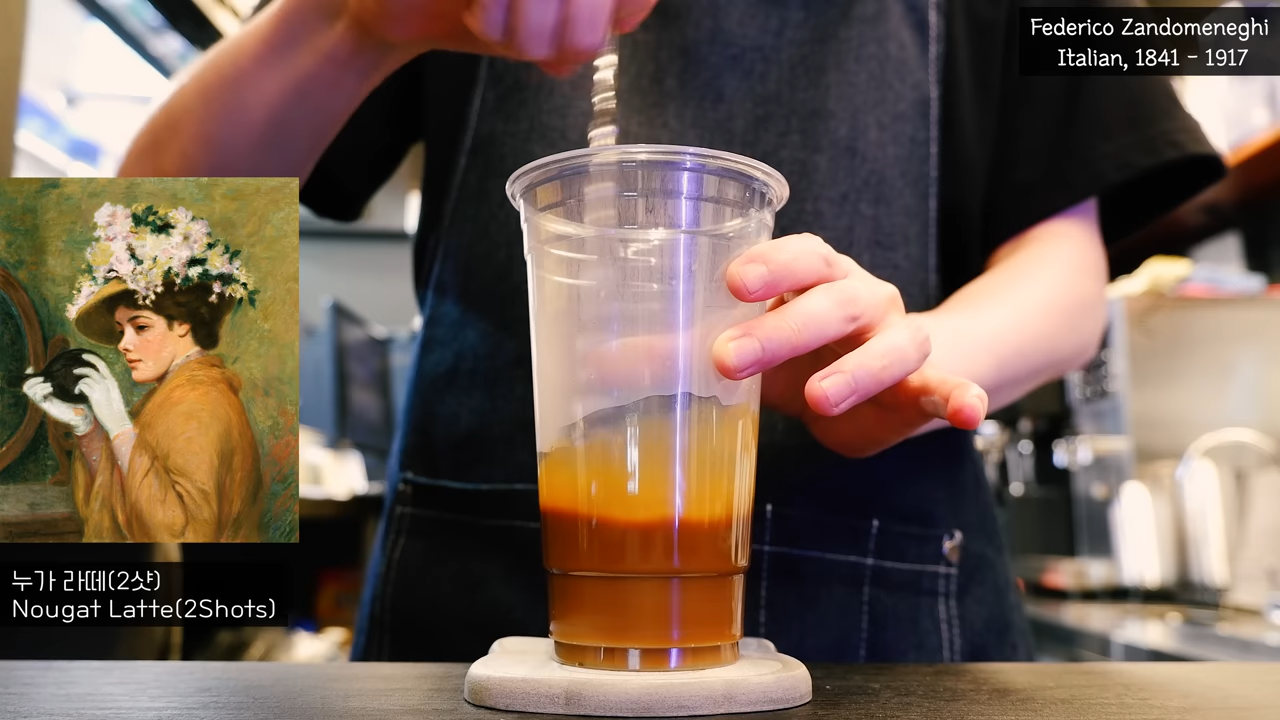 Federico Zandomeneghi
Italian, 1841 - 1917
누가 라떼(2샷)
Nougat Latte(2Shots)